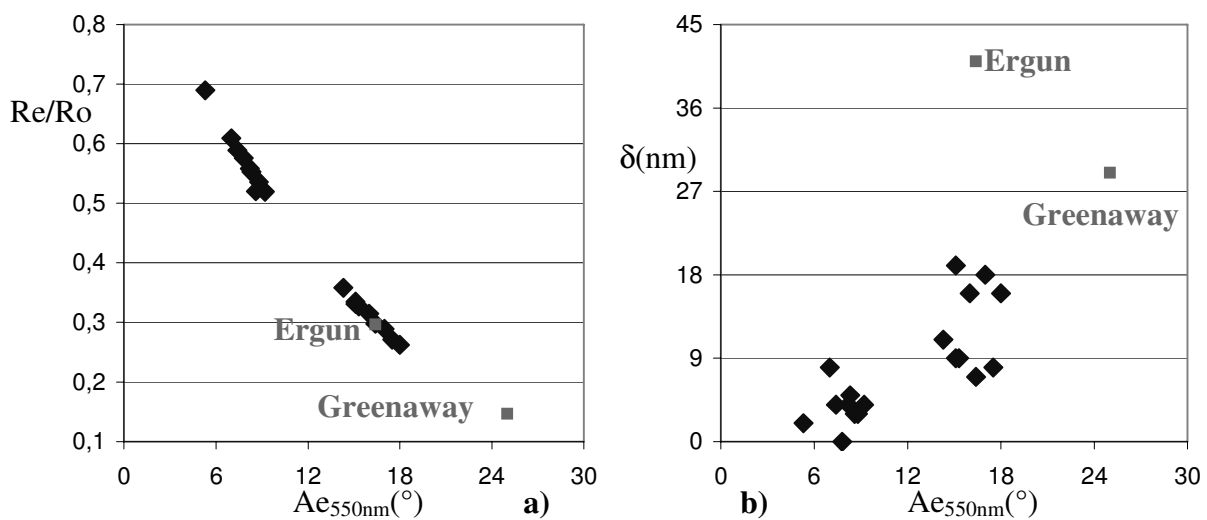 0,8
0,7
Re/Ro
0,6
0,5
0,4
0,3
0,2
0,1
Ergun
Greenaway
0 6 12 18 24 30
Ae550nm(°) a)
45
36
δ(nm)
27
18
9
0
Ergun
Greenaway
0 6 12 18 24 30
b) Ae550nm(°)